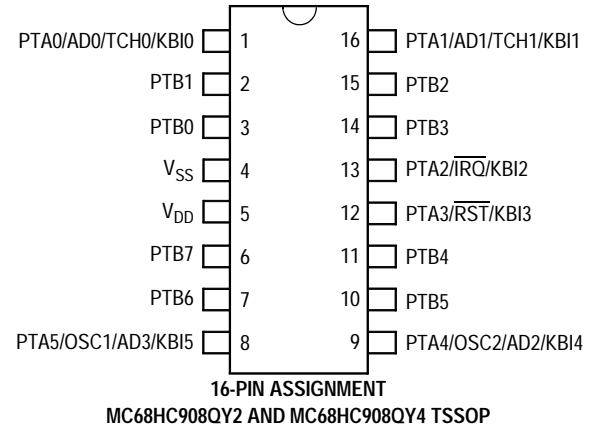 PTA0/AD0/TCH0/KBI0 1 16 PTA1/AD1/TCH1/KBI1
PTB1 2 15 PTB2
PTB0 3 14 PTB3
VSS 4 13 PTA2/IRQ/KBI2
VDD 5 12 PTA3/RST/KBI3
PTB7 6 11 PTB4
PTB6 7 10 PTB5
PTA5/OSC1/AD3/KBI5 8 9 PTA4/OSC2/AD2/KBI4
16-PIN ASSIGNMENT
MC68HC908QY2 AND MC68HC908QY4 TSSOP